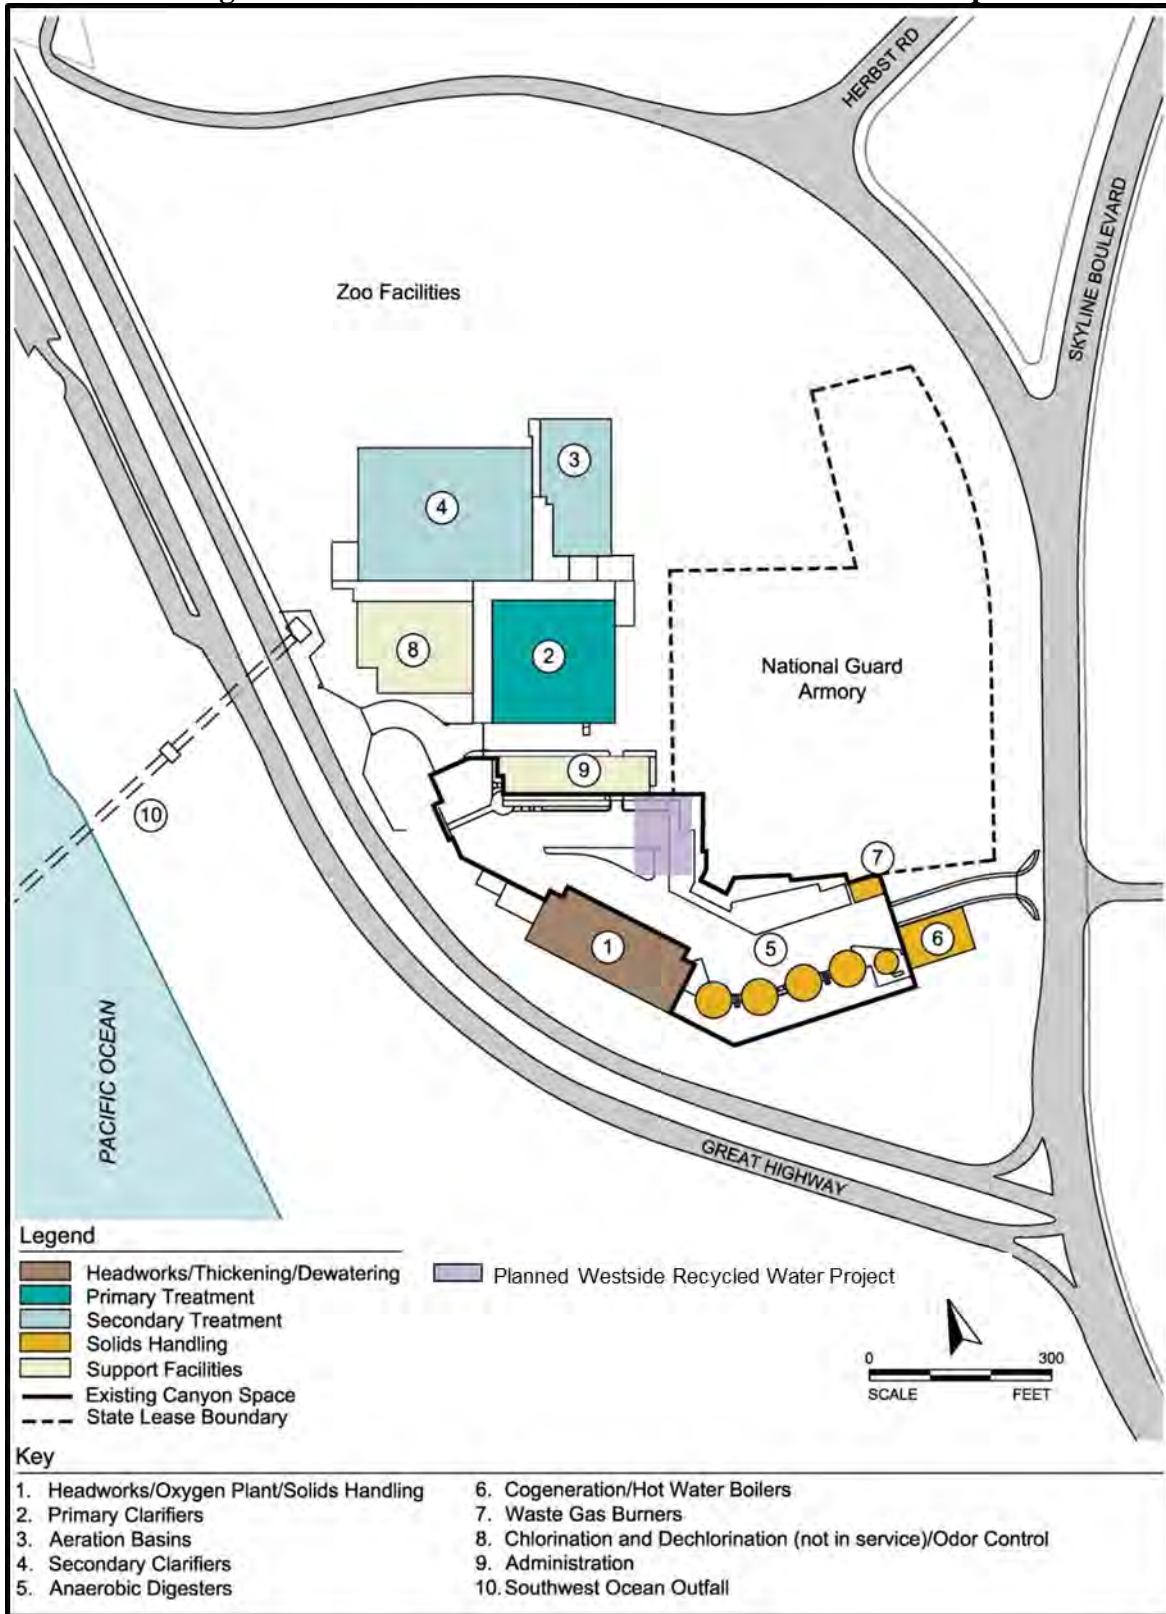 HERBST RD
SKYLINE BOULEVARD
Zoo Facilities
3
4
8
2
National Guard
Armory
9
10
7
1
5
6
PACIFIC OCEAN
GREAT HIGHWAY
Legend
Headworks/Thickening/Dewatering
Planned Westside Recycled Water Project
Primary Treatment
Secondary Treatment
Solids Handling
Support Facilities
Existing Canyon Space
State Lease Boundary
0 300
SCALE FEET
Key
1. Headworks/Oxygen Plant/Solids Handling
2. Primary Clarifiers
3. Aeration Basins
4. Secondary Clarifiers
5. Anaerobic Digesters
6. Cogeneration/Hot Water Boilers
7. Waste Gas Burners
8. Chlorination and Dechlorination (not in service)/Odor Control
9. Administration
10. Southwest Ocean Outfall